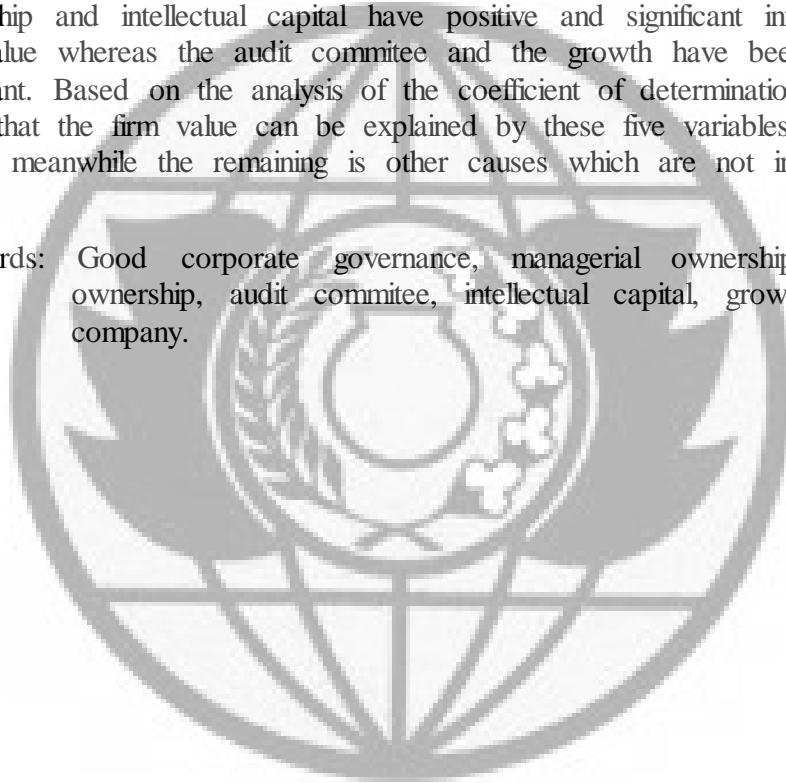 hip and intellectual capital have positive and significant in
lue whereas the audit commitee and the growth have bee
ant. Based on the analysis of the coefficient of determinatio
that the firm value can be explained by these five variables
meanwhile the remaining is other causes which are not in
rds: Good corporate governance, managerial ownership
ownership, audit commitee, intellectual capital, grow
company.